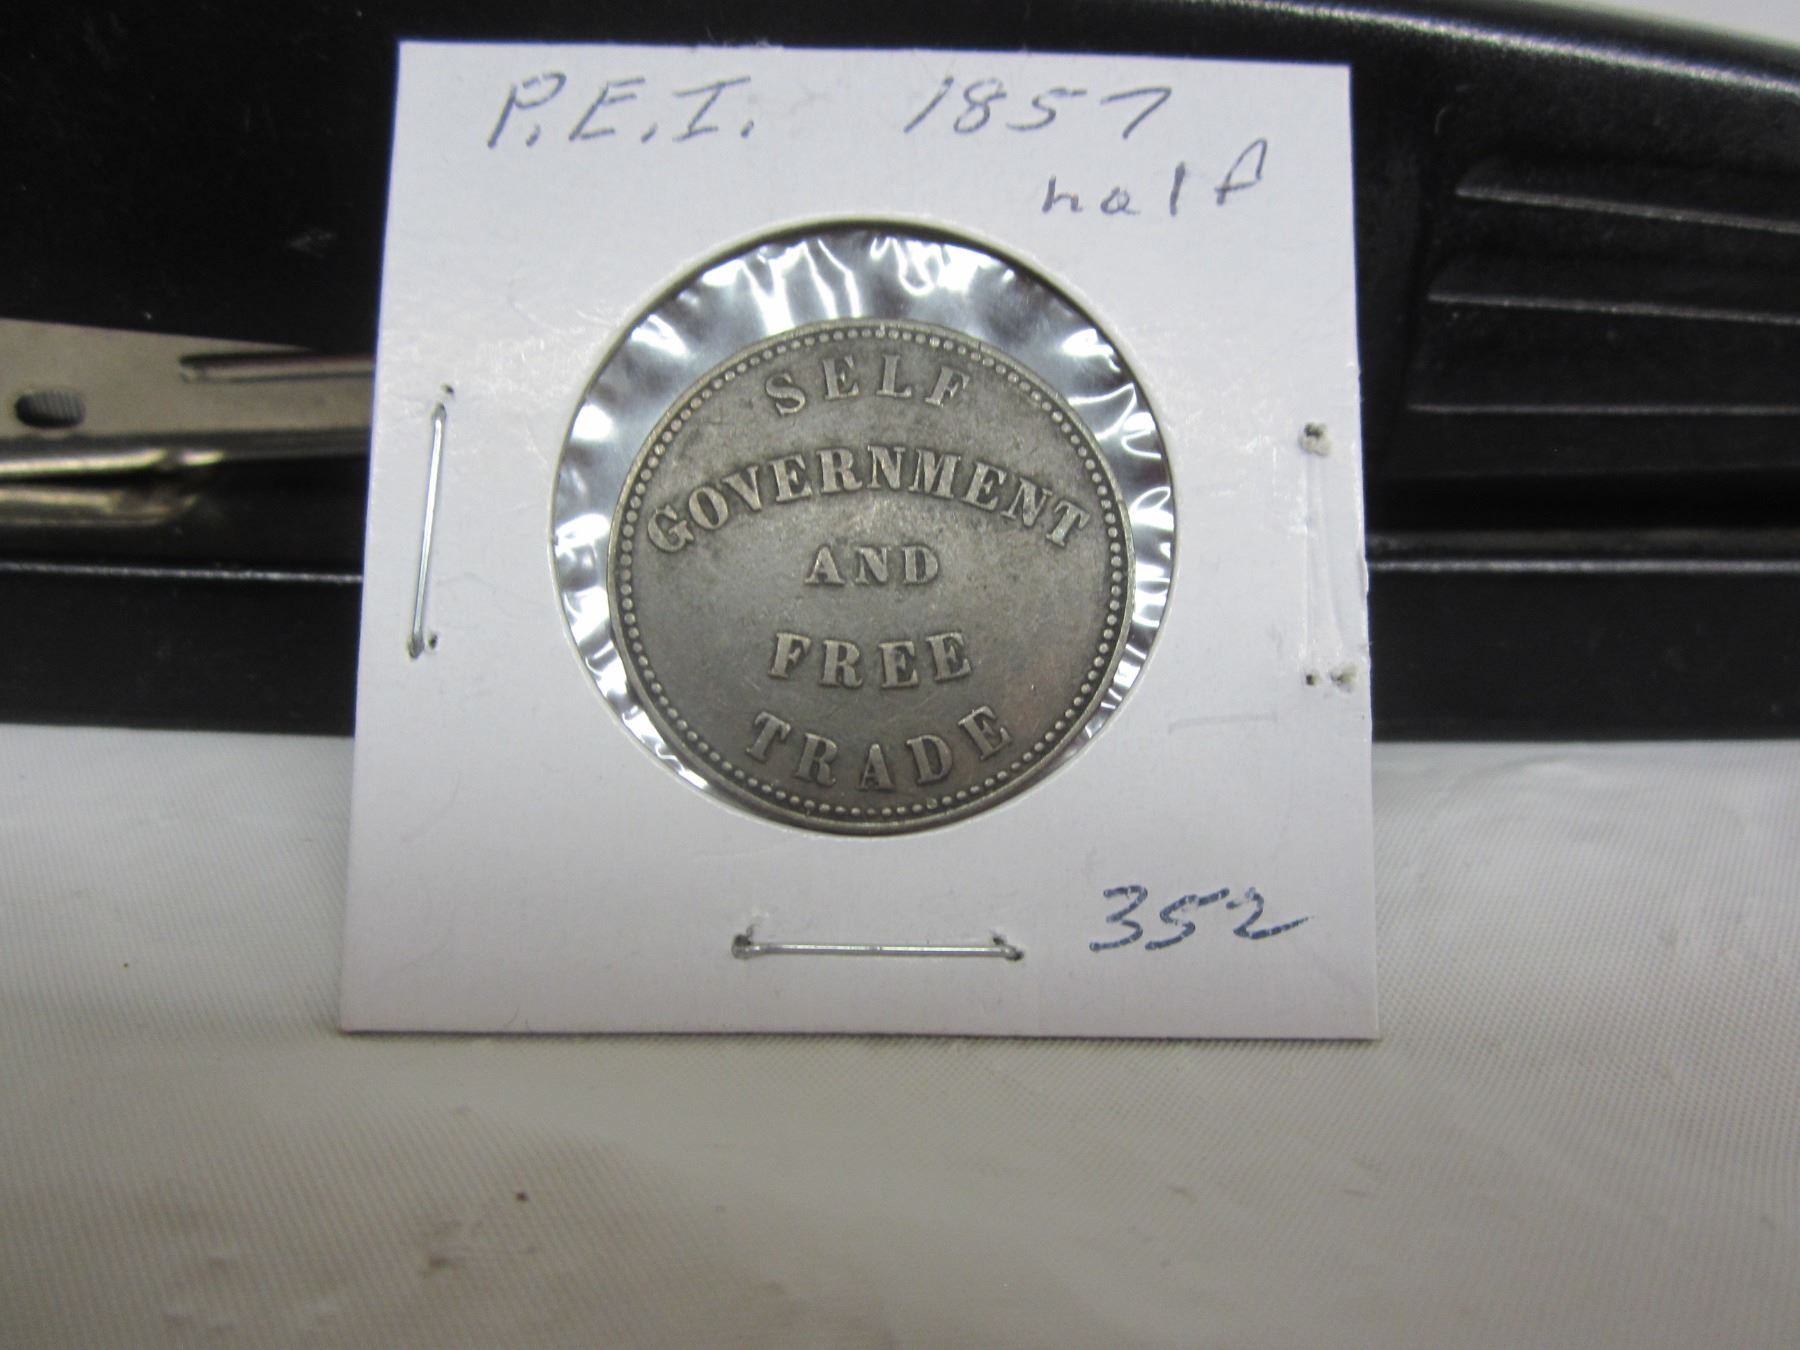 P.E.I. 1857
half
SELF
GOVERNMENT
AND
FREE
TRADE
352